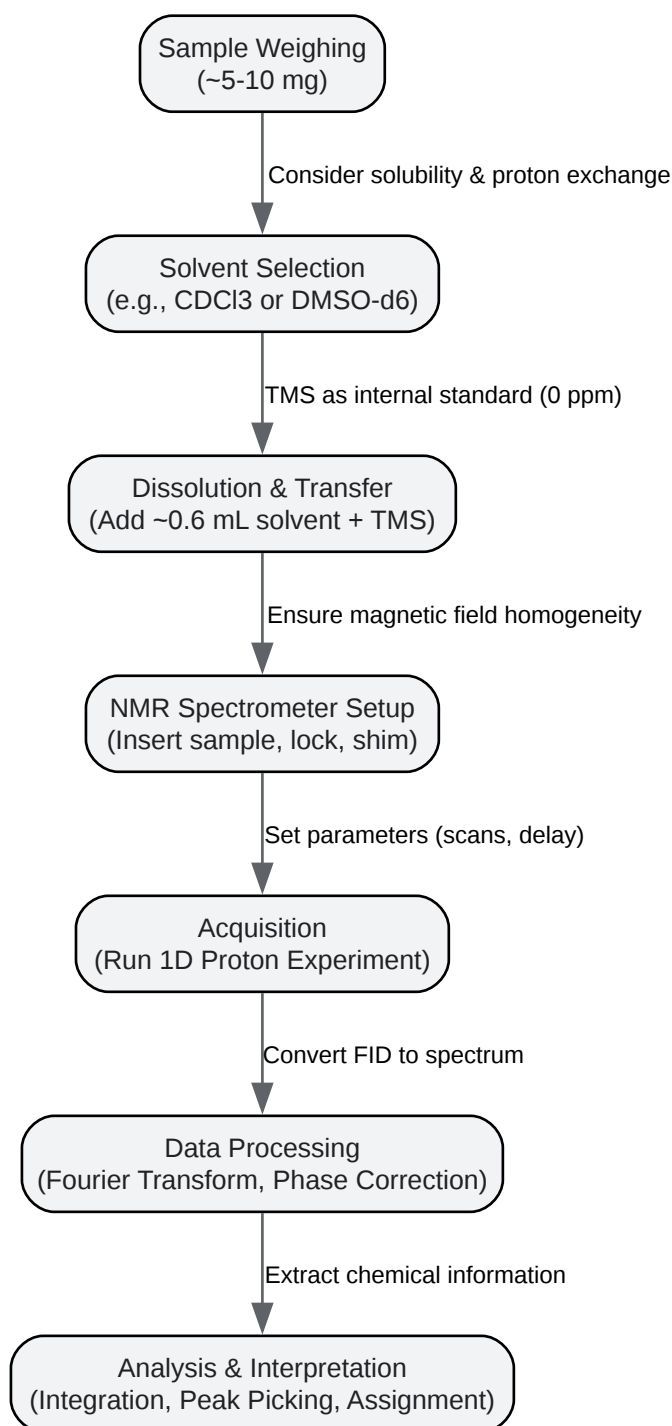 Sample Weighing
(~5-10 mg)
Consider solubility & proton exchange
Solvent Selection
(e.g., CDCl3 or DMSO-d6)
TMS as internal standard (0 ppm)
Dissolution & Transfer
(Add ~0.6 mL solvent + TMS)
Ensure magnetic field homogeneity
NMR Spectrometer Setup
(Insert sample, lock, shim)
Set parameters (scans, delay)
Acquisition
(Run 1D Proton Experiment)
Convert FID to spectrum
Data Processing
(Fourier Transform, Phase Correction)
Extract chemical information
Analysis & Interpretation
(Integration, Peak Picking, Assignment)